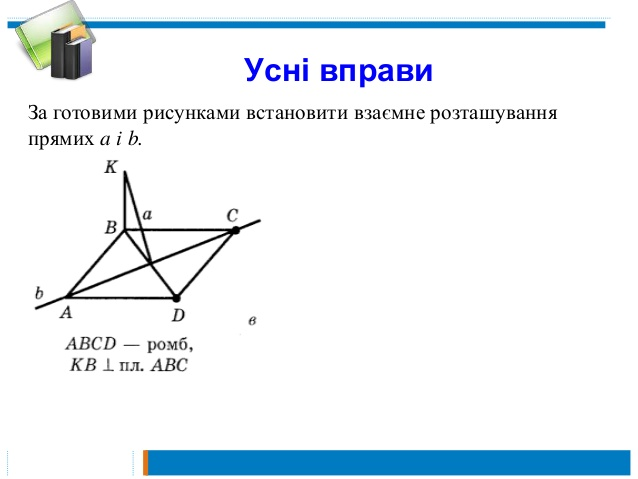 Усні вправи
За готовими рисунками встановити взаємне розташування
прямих a і b.
K
a
B
C
b
A
D
в
ABCD — ромб,
KB ⊥ пл. ABC